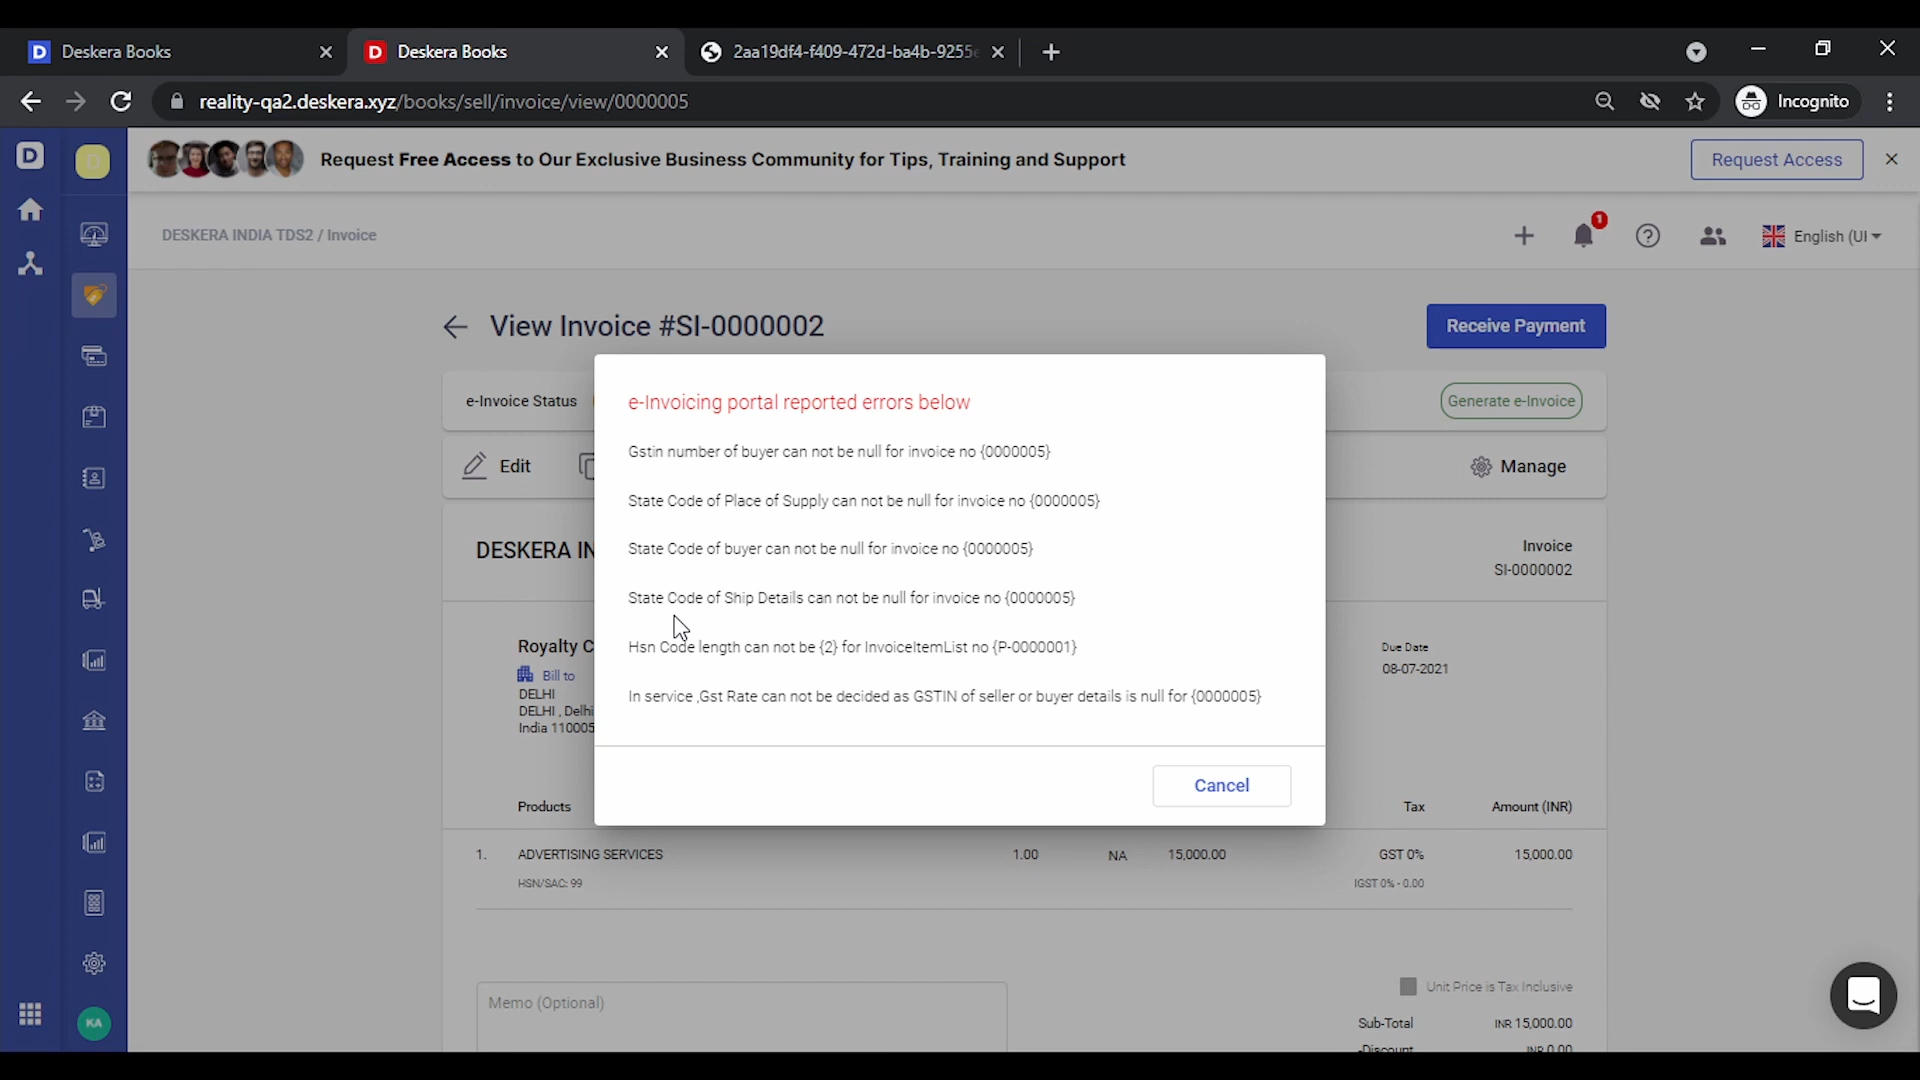 Deskera Books
Deskera Books
2aa19df4-f409-472d-ba4b-9255
reality-qa2.deskera.xyz/books/sell/invoice/view/0000005
Incognito
Request Free Access to Our Exclusive Business Community for Tips, Training and Support
Request Access
DESKERA INDIA TDS2 / Invoice
1
English (U
View Invoice #SI-0000002
Receive Payment
e-Invoice Status
Generate e-Invoice
Edit
Manage
e-Invoicing portal reported errors below
Gstin number of buyer can not be null for invoice no {0000005}
State Code of Place of Supply can not be null for invoice no {0000005}
State Code of buyer can not be null for invoice no {0000005}
State Code of Ship Details can not be null for invoice no {0000005}
Hsn Code length can not be {2} for InvoiceItemList no {P-0000001}
In service ,Gst Rate can not be decided as GSTIN of seller or buyer details is null for {0000005}
Cancel
DESKERA IN
Invoice
SI-0000002
Royalty C
Bill to
DELHI
DELHI , Delhi
India 11000
Due Date
08-07-2021
Products
Tax
Amount (INR)
1.
ADVERTISING SERVICES
1.00
NA
15,000.00
GST 0%
15,000.00
HSN/SAC: 99
IGST 0% - 0.00
Memo (Optional)
Unit Price is Tax Inclusive
Sub-Total
INR 15,000.00
-Discount
INR 0.00
KA